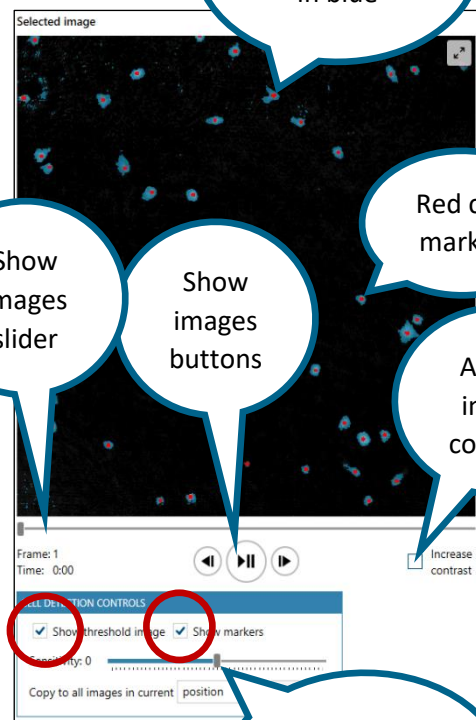 in blue
Selected image
Red
mark
Show
images
slider
Show
images
buttons
Frame: 1
Time: 0:00
Increase
contrast
DETECTION CONTROLS
Show threshold image
Show markers
Sensitivity: 0
Copy to all images in current position